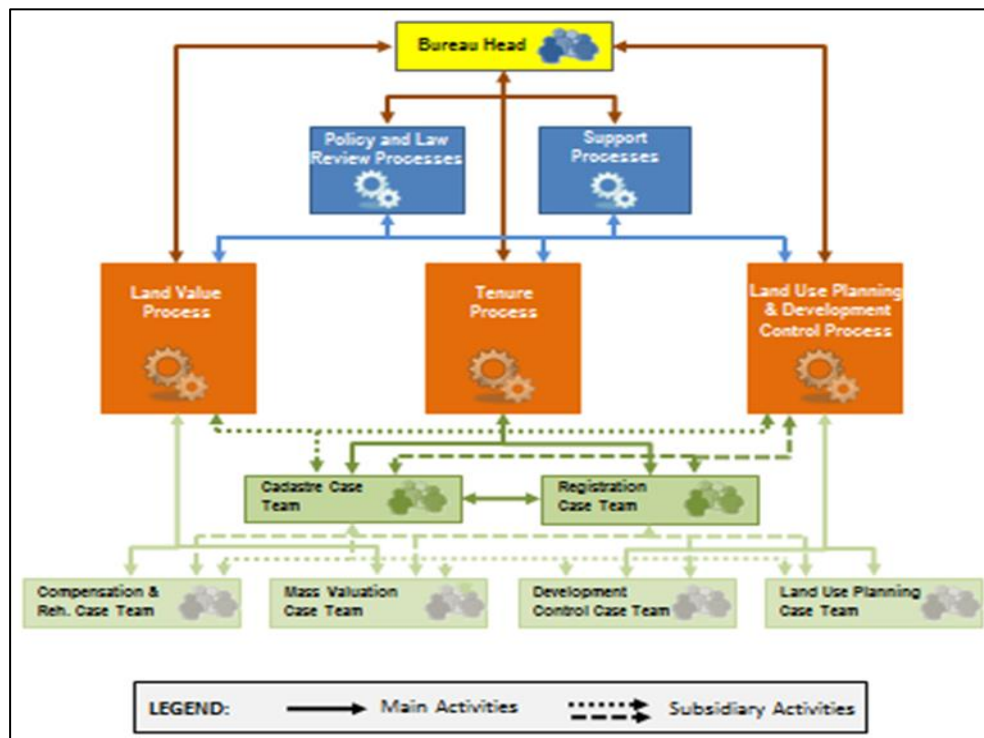 Bureau Head
Policy and Law
Review Processes
Support
Processes
Land Value
Process
Tenure
Process
Land Use Planning
& Development
Control Process
Cadastre Case
Team
Registration
Case Team
Compensation &
Reh. Case Team
Mass Valuation
Case Team
Development
Control Case Team
Land Use Planning
Case Team
LEGEND:
Main Activities
Subsidiary Activities